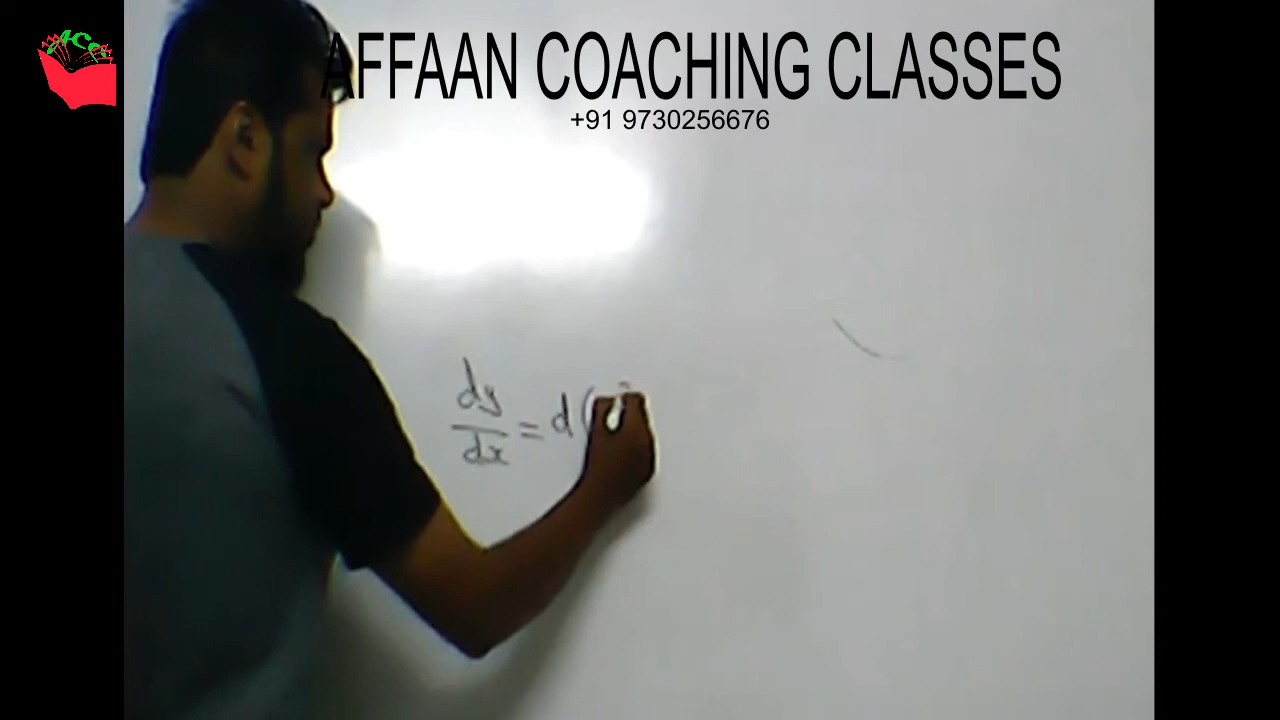 AFFAAN COACHING CLASSES
+91 9730256676
dy
dx
= d (